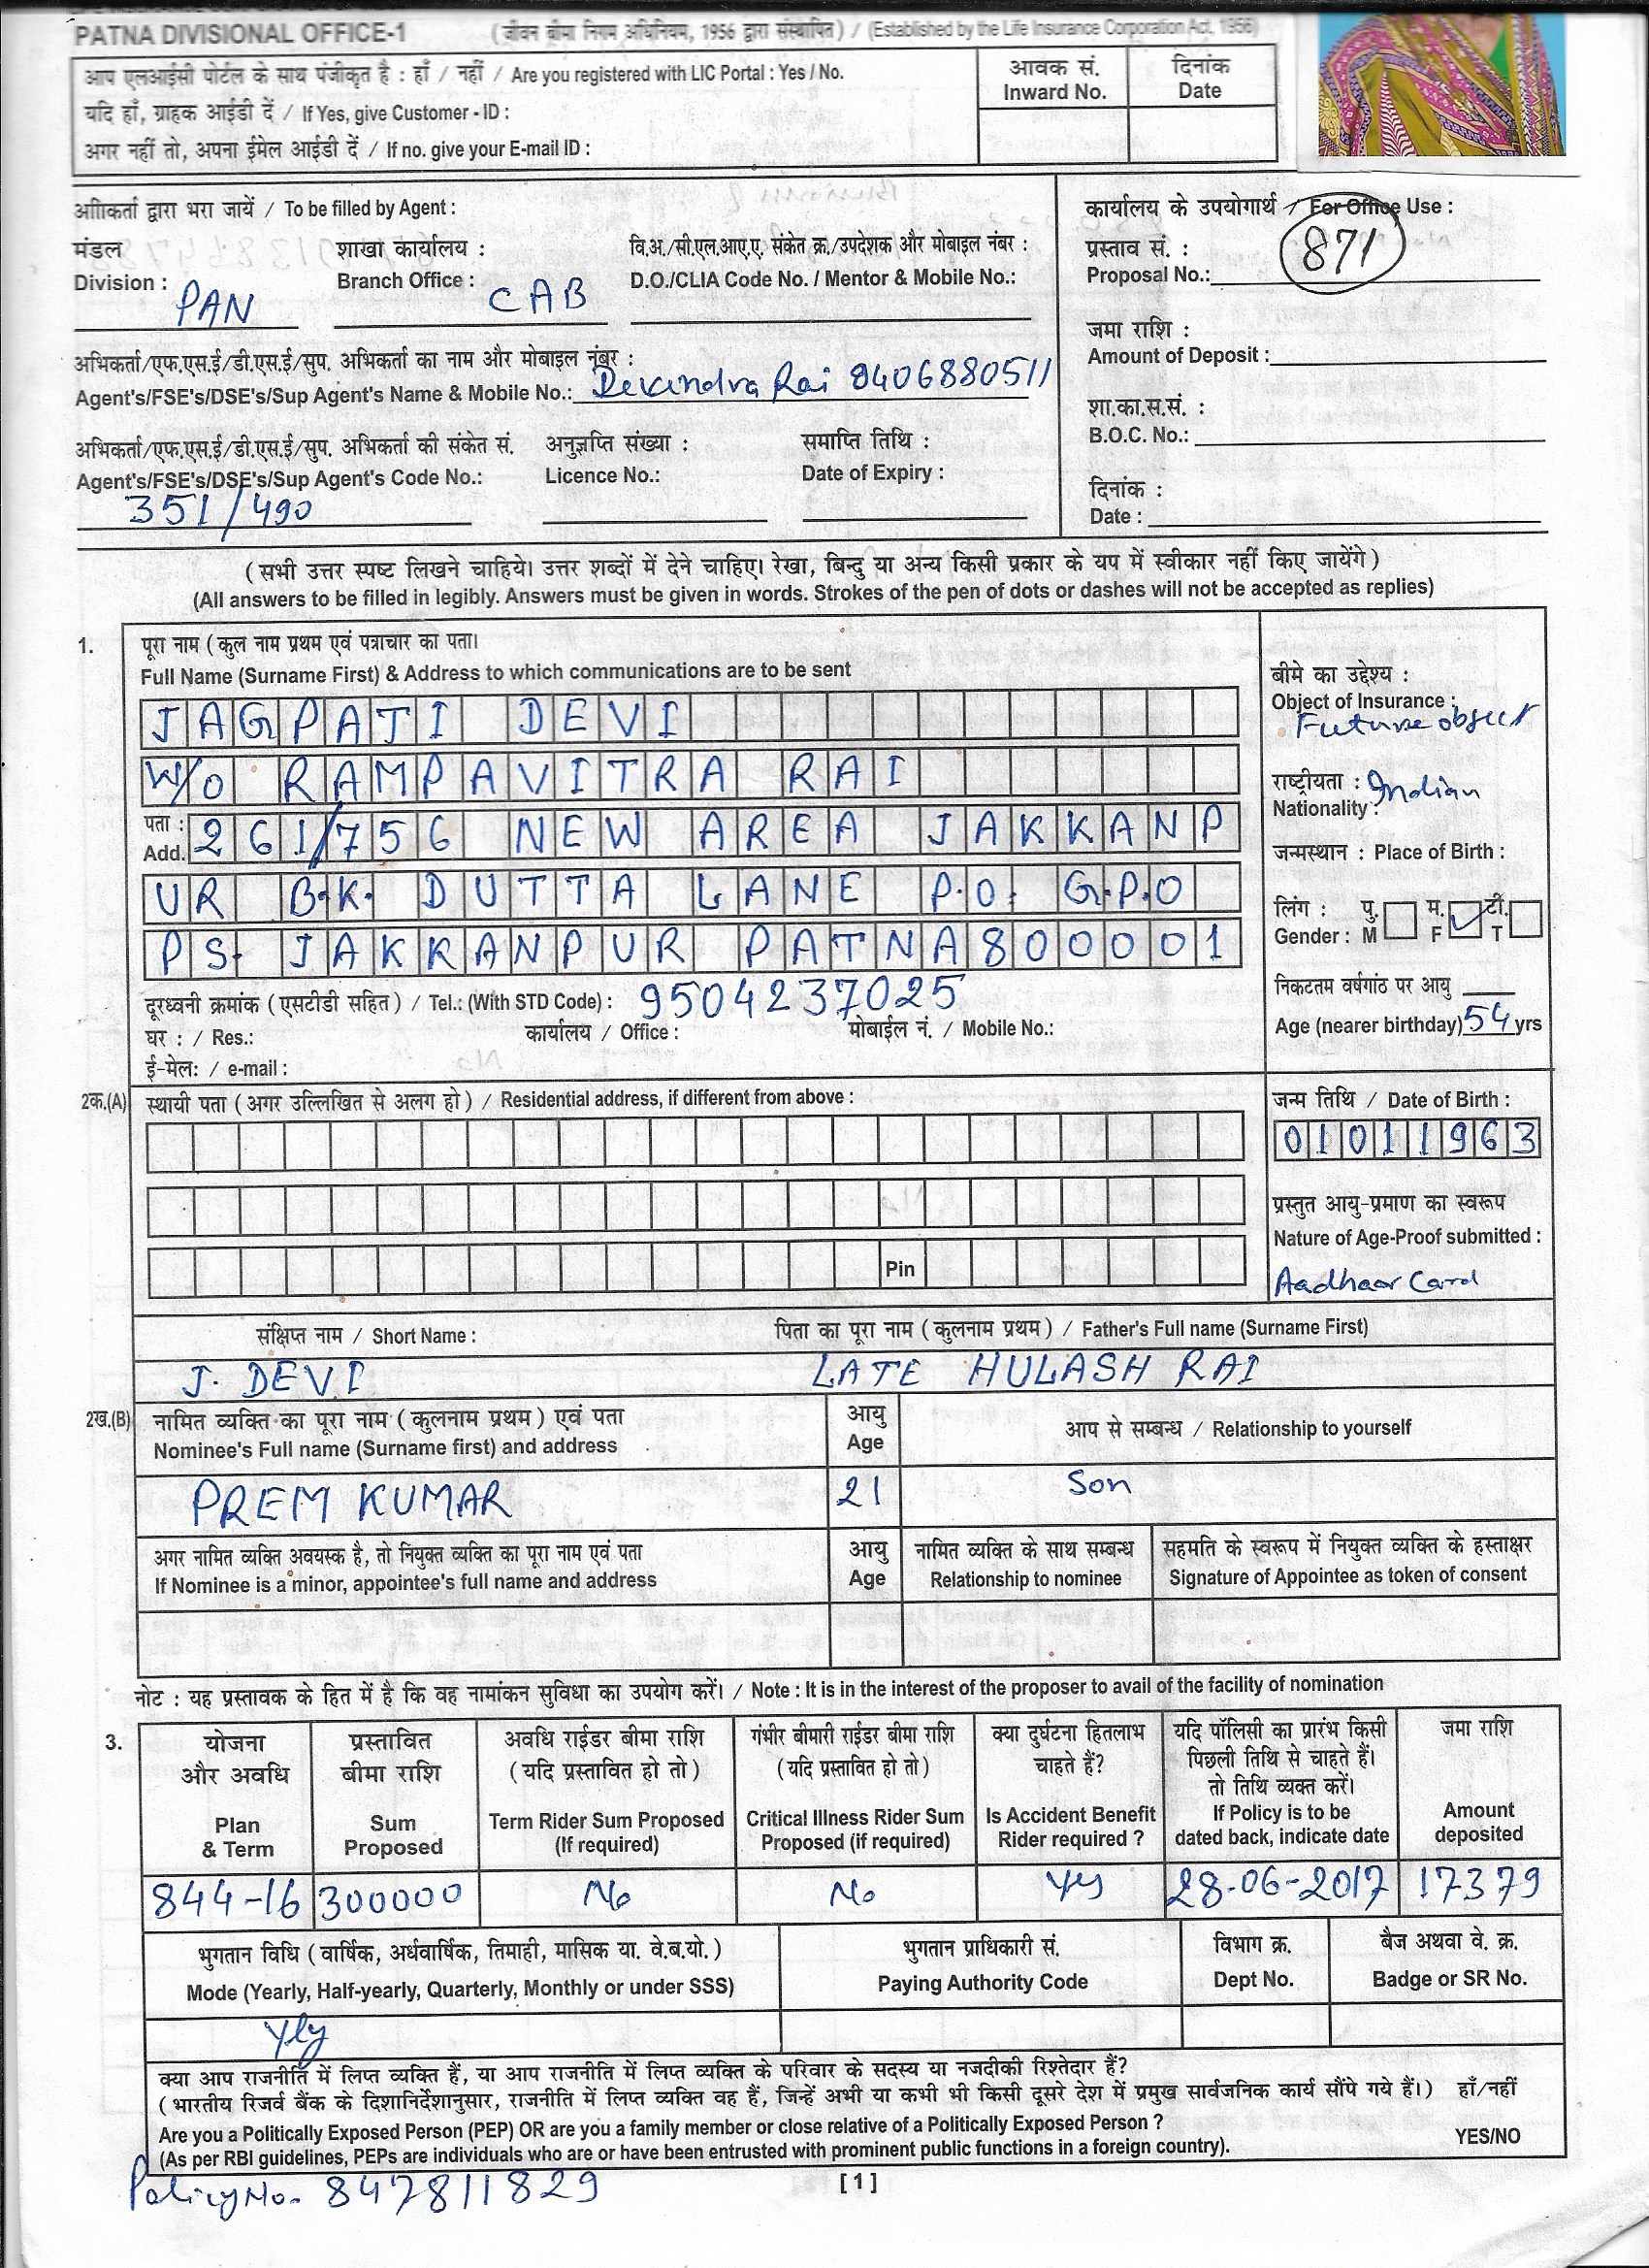 PATNA DIVISIONAL OFFICE-1 (जीवन बीमा निगम अधिनियम, 1956 द्वारा संस्थापित) / (Established by the Life Insurance Corporation Act, 1956)
आप एलआईसी पोर्टल के साथ पंजीकृत है : हाँ / नहीं / Are you registered with LIC Portal : Yes / No.
यदि हाँ, ग्राहक आईडी दें / If Yes, give Customer - ID :
अगर नहीं तो, अपना ईमेल आईडी दें / If no. give your E-mail ID :
आवक सं. दिनांक
Inward No. Date
अाािकर्ता द्वारा भरा जायें / To be filled by Agent :
मंडल शाखा कार्यालय : वि.अ./सी.एल.आए.ए. संकेत क्र./उपदेशक और मोबाइल नंबर :
Division : PAN Branch Office : CAB D.O./CLIA Code No. / Mentor & Mobile No.:
अभिकर्ता/एफ.एस.ई/डी.एस.ई/सुप. अभिकर्ता का नाम और मोबाइल नंबर :
Agent's/FSE's/DSE's/Sup Agent's Name & Mobile No.: Devendra Rai 9406880511
अभिकर्ता/एफ.एस.ई/डी.एस.ई/सुप. अभिकर्ता की संकेत सं. अनुज्ञप्ति संख्या : समाप्ति तिथि :
Agent's/FSE's/DSE's/Sup Agent's Code No.: Licence No.: Date of Expiry :
351/490
कार्यालय के उपयोगार्थ / For Office Use :
प्रस्ताव सं. :
Proposal No.: 871
जमा राशि :
Amount of Deposit :
शा.का.स.सं. :
B.O.C. No.:
दिनांक :
Date :
(सभी उत्तर स्पष्ट लिखने चाहिये। उत्तर शब्दों में देने चाहिए। रेखा, बिन्दु या अन्य किसी प्रकार के यप में स्वीकार नहीं किए जायेंगे)
(All answers to be filled in legibly. Answers must be given in words. Strokes of the pen of dots or dashes will not be accepted as replies)
1. पूरा नाम (कुल नाम प्रथम एवं पत्राचार का पता।
Full Name (Surname First) & Address to which communications are to be sent
JAGPATI DEVI
W/O RAMPAVITRA RAI
पता :
Add. 261/756 NEW AREA JAKKANP
UR B.K. DUTTA LANE P.O. G.P.O
PS- JAKKANPUR PATNA800001
दूरध्वनी क्रमांक (एसटीडी सहित) / Tel.: (With STD Code) : 9504237025
घर : / Res.: कार्यालय / Office : मोबाईल नं. / Mobile No.:
ई-मेल: / e-mail :
बीमे का उद्देश्य :
Object of Insurance :
Future object
राष्ट्रीयता :
Nationality : Indian
जन्मस्थान : Place of Birth :
लिंग : पु. म. टी.
Gender : M F T
निकटतम वर्षगांठ पर आयु
Age (nearer birthday) 54 yrs
2क.(A) स्थायी पता (अगर उल्लिखित से अलग हो) / Residential address, if different from above :
Pin
जन्म तिथि / Date of Birth :
01011963
प्रस्तुत आयु-प्रमाण का स्वरूप
Nature of Age-Proof submitted :
Aadhaar Card
संक्षिप्त नाम / Short Name : पिता का पूरा नाम (कुलनाम प्रथम) / Father's Full name (Surname First)
J. DEVI LATE HULASH RAI
2ख.(B) नामित व्यक्ति का पूरा नाम (कुलनाम प्रथम) एवं पता आयु आप से सम्बन्ध / Relationship to yourself
Nominee's Full name (Surname first) and address Age
PREM KUMAR 21 Son
अगर नामित व्यक्ति अवयस्क है, तो नियुक्त व्यक्ति का पूरा नाम एवं पता आयु नामित व्यक्ति के साथ सम्बन्ध सहमति के स्वरूप में नियुक्त व्यक्ति के हस्ताक्षर
If Nominee is a minor, appointee's full name and address Age Relationship to nominee Signature of Appointee as token of consent
नोट : यह प्रस्तावक के हित में है कि वह नामांकन सुविधा का उपयोग करें। / Note : It is in the interest of the proposer to avail of the facility of nomination
3. योजना प्रस्तावित अवधि राईडर बीमा राशि गंभीर बीमारी राईडर बीमा राशि क्या दुर्घटना हितलाभ यदि पॉलिसी का प्रारंभ किसी जमा राशि
और अवधि बीमा राशि (यदि प्रस्तावित हो तो) (यदि प्रस्तावित हो तो) चाहते हैं? पिछली तिथि से चाहते हैं।
तो तिथि व्यक्त करें।
Plan Sum Term Rider Sum Proposed Critical Illness Rider Sum Is Accident Benefit If Policy is to be Amount
& Term Proposed (If required) Proposed (if required) Rider required ? dated back, indicate date deposited
844-16 300000 No No Yes 28-06-2017 17379
भुगतान विधि (वार्षिक, अर्धवार्षिक, तिमाही, मासिक या. वे.ब.यो.) भुगतान प्राधिकारी सं. विभाग क्र. बैज अथवा वे. क्र.
Mode (Yearly, Half-yearly, Quarterly, Monthly or under SSS) Paying Authority Code Dept No. Badge or SR No.
Yly
क्या आप राजनीति में लिप्त व्यक्ति हैं, या आप राजनीति में लिप्त व्यक्ति के परिवार के सदस्य या नजदीकी रिश्तेदार हैं?
(भारतीय रिजर्व बैंक के दिशानिर्देशानुसार, राजनीति में लिप्त व्यक्ति वह हैं, जिन्हें अभी या कभी भी किसी दूसरे देश में प्रमुख सार्वजनिक कार्य सौंपे गये हैं।) हाँ/नहीं
Are you a Politically Exposed Person (PEP) OR are you a family member or close relative of a Politically Exposed Person ?
(As per RBI guidelines, PEPs are individuals who are or have been entrusted with prominent public functions in a foreign country). YES/NO
Policy No. 847811829 [1]